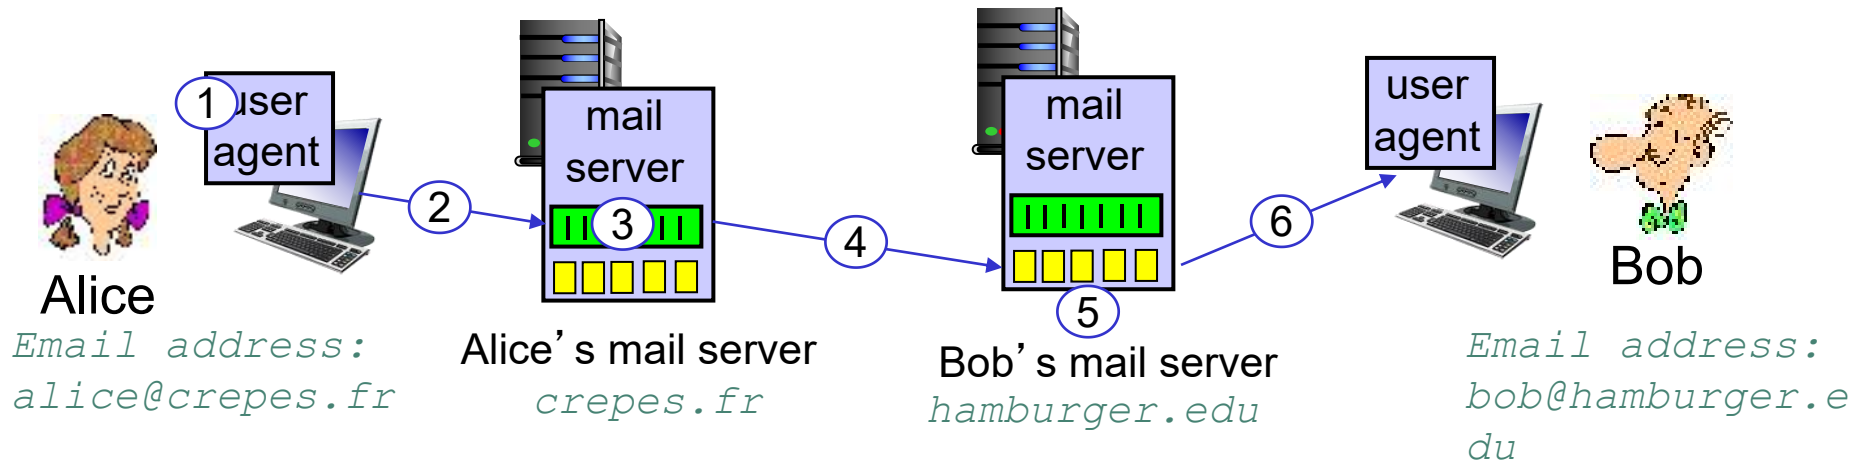 1
user
agent
Alice
Email address:
alice@crepes.fr
2
mail
server
3
Alice’s mail server
crepes.fr
4
mail
server
5
Bob’s mail server
hamburger.edu
6
user
agent
Bob
Email address:
bob@hamburger.e
du